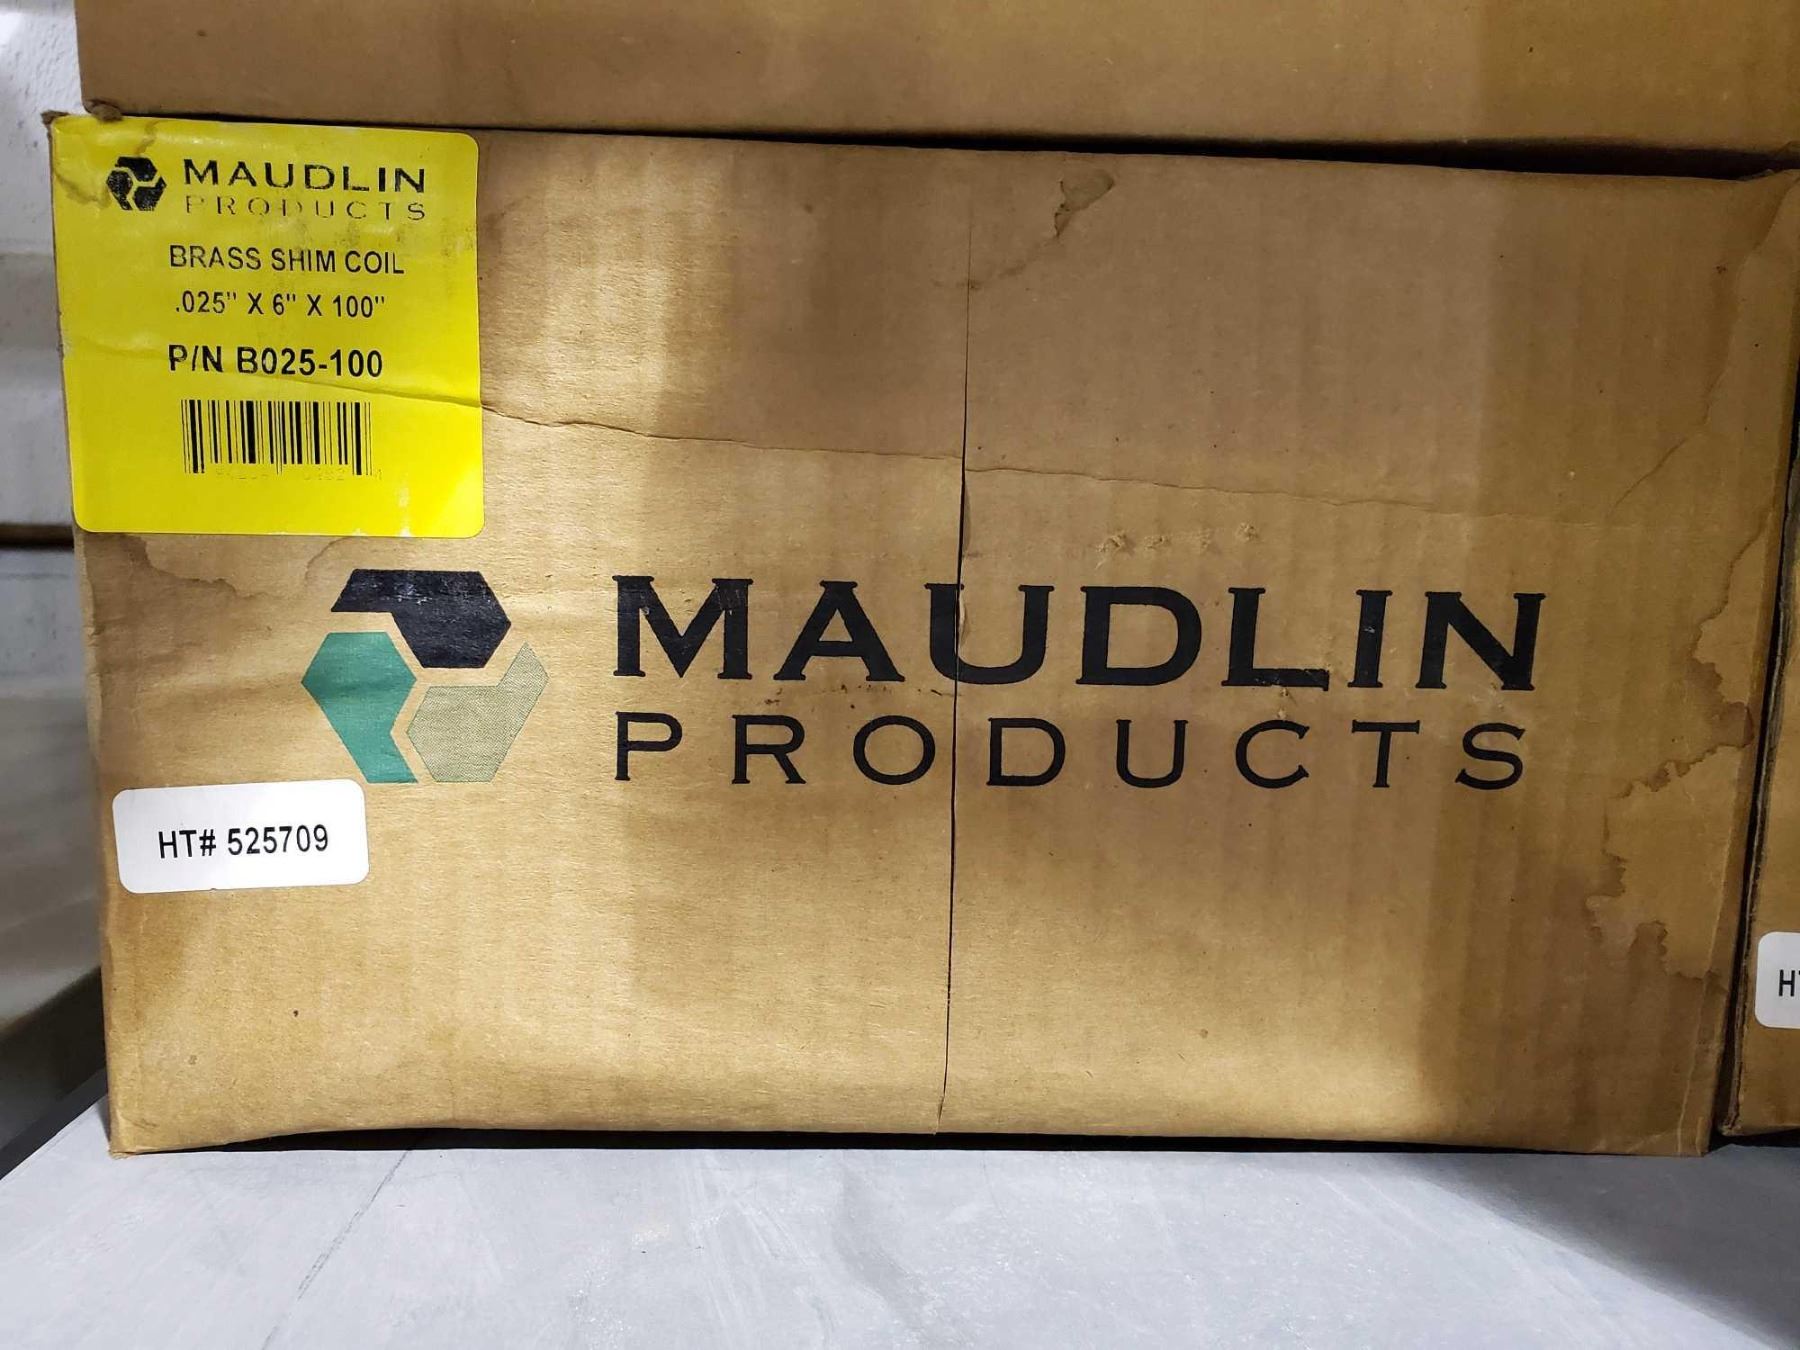 MAUDLIN
PRODUCTS
BRASS SHIM COIL
.025" X 6" X 100"
P/N B025-100
MAUDLIN
PRODUCTS
HT# 525709